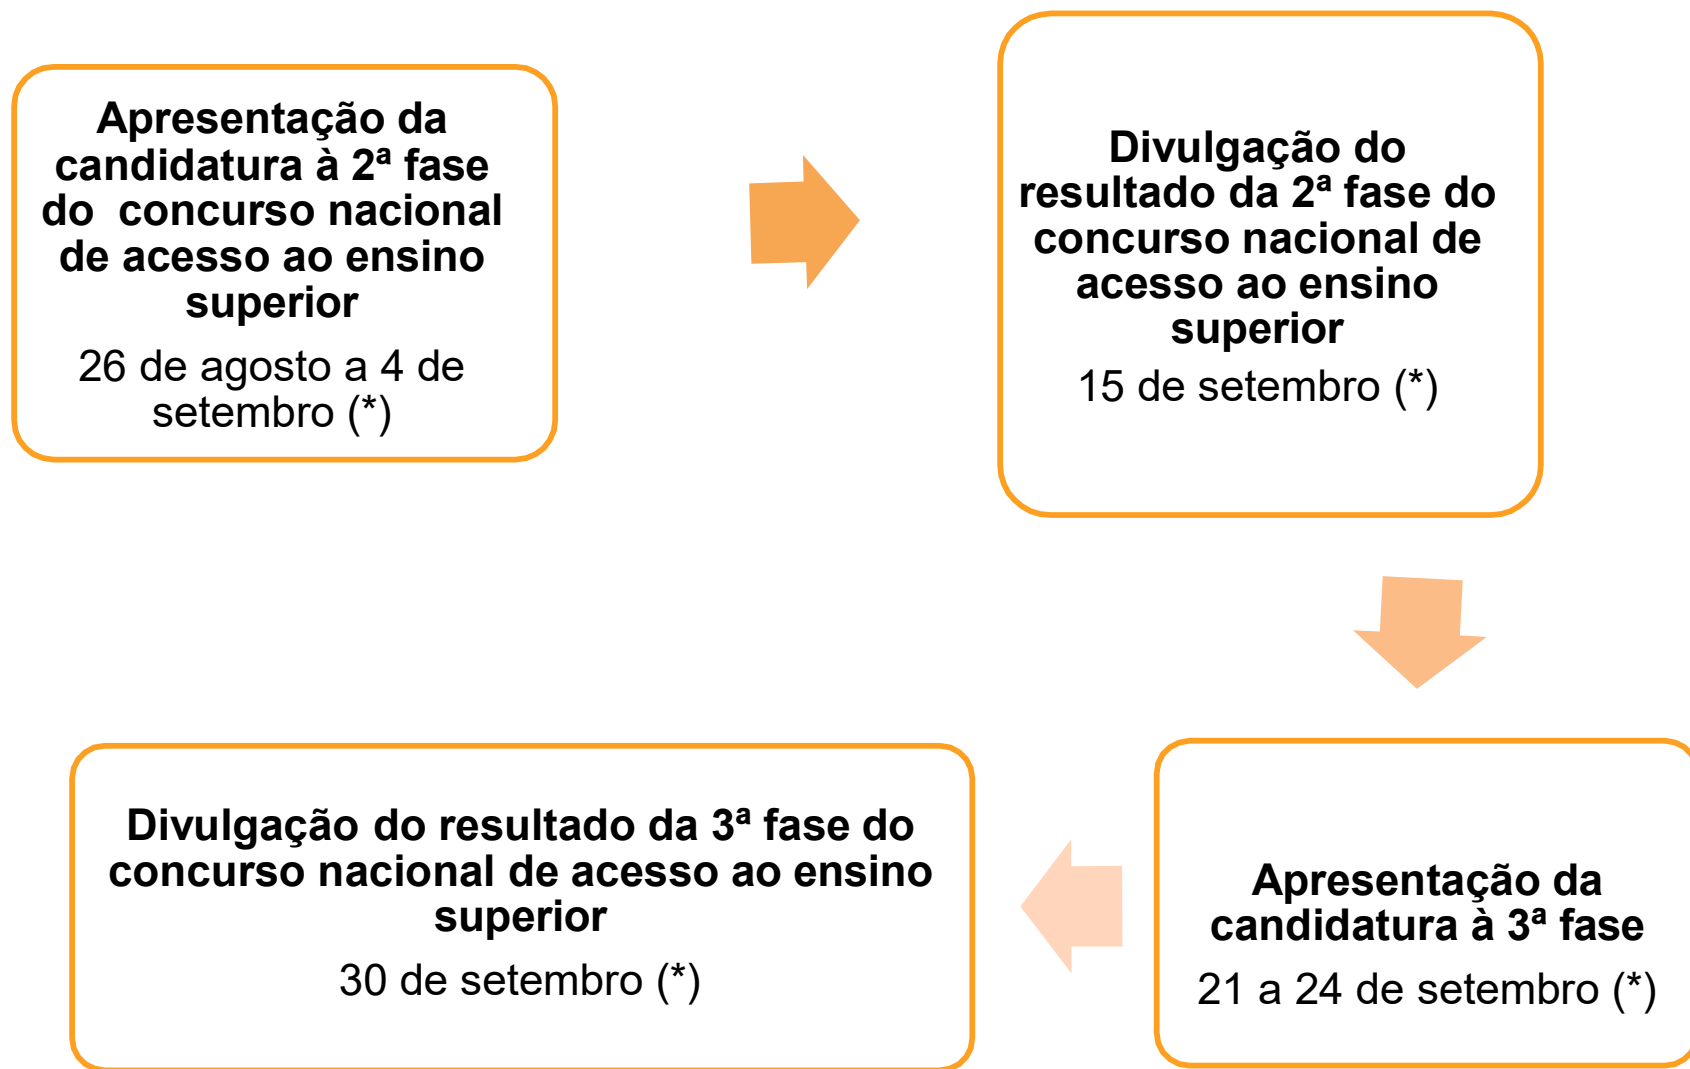 Apresentação da
candidatura à 2ª fase
do  concurso nacional
de acesso ao ensino
superior
26 de agosto a 4 de
setembro (*)
Divulgação do
resultado da 2ª fase do
concurso nacional de
acesso ao ensino
superior
15 de setembro (*)
Apresentação da
candidatura à 3ª fase
21 a 24 de setembro (*)
Divulgação do resultado da 3ª fase do
concurso nacional de acesso ao ensino
superior
30 de setembro (*)